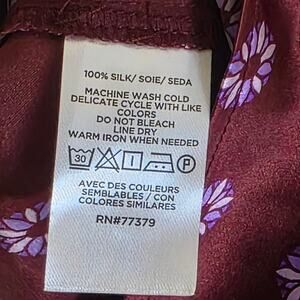 100% SILK/ SOIE/ SEDA
MACHINE WASH COLD
DELICATE CYCLE WITH LIKE
COLORS
DO NOT BLEACH
LINE DRY
WARM IRON WHEN NEEDED
30 P
AVEC DES COULEURS
SEMBLABLES / CON
COLORES SIMILARES
RN#77379